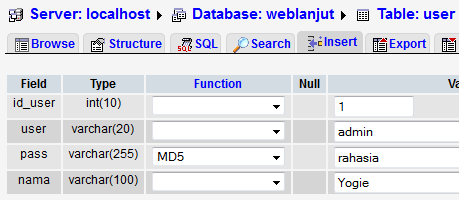 Server: localhost ▸ Database: weblanjut ▸ Table: user
Browse Structure SQL Search Insert Export
Field Type Function Null
id_user int(10) 1
user varchar(20) admin
pass varchar(255) MD5 rahasia
nama varchar(100) Yogie